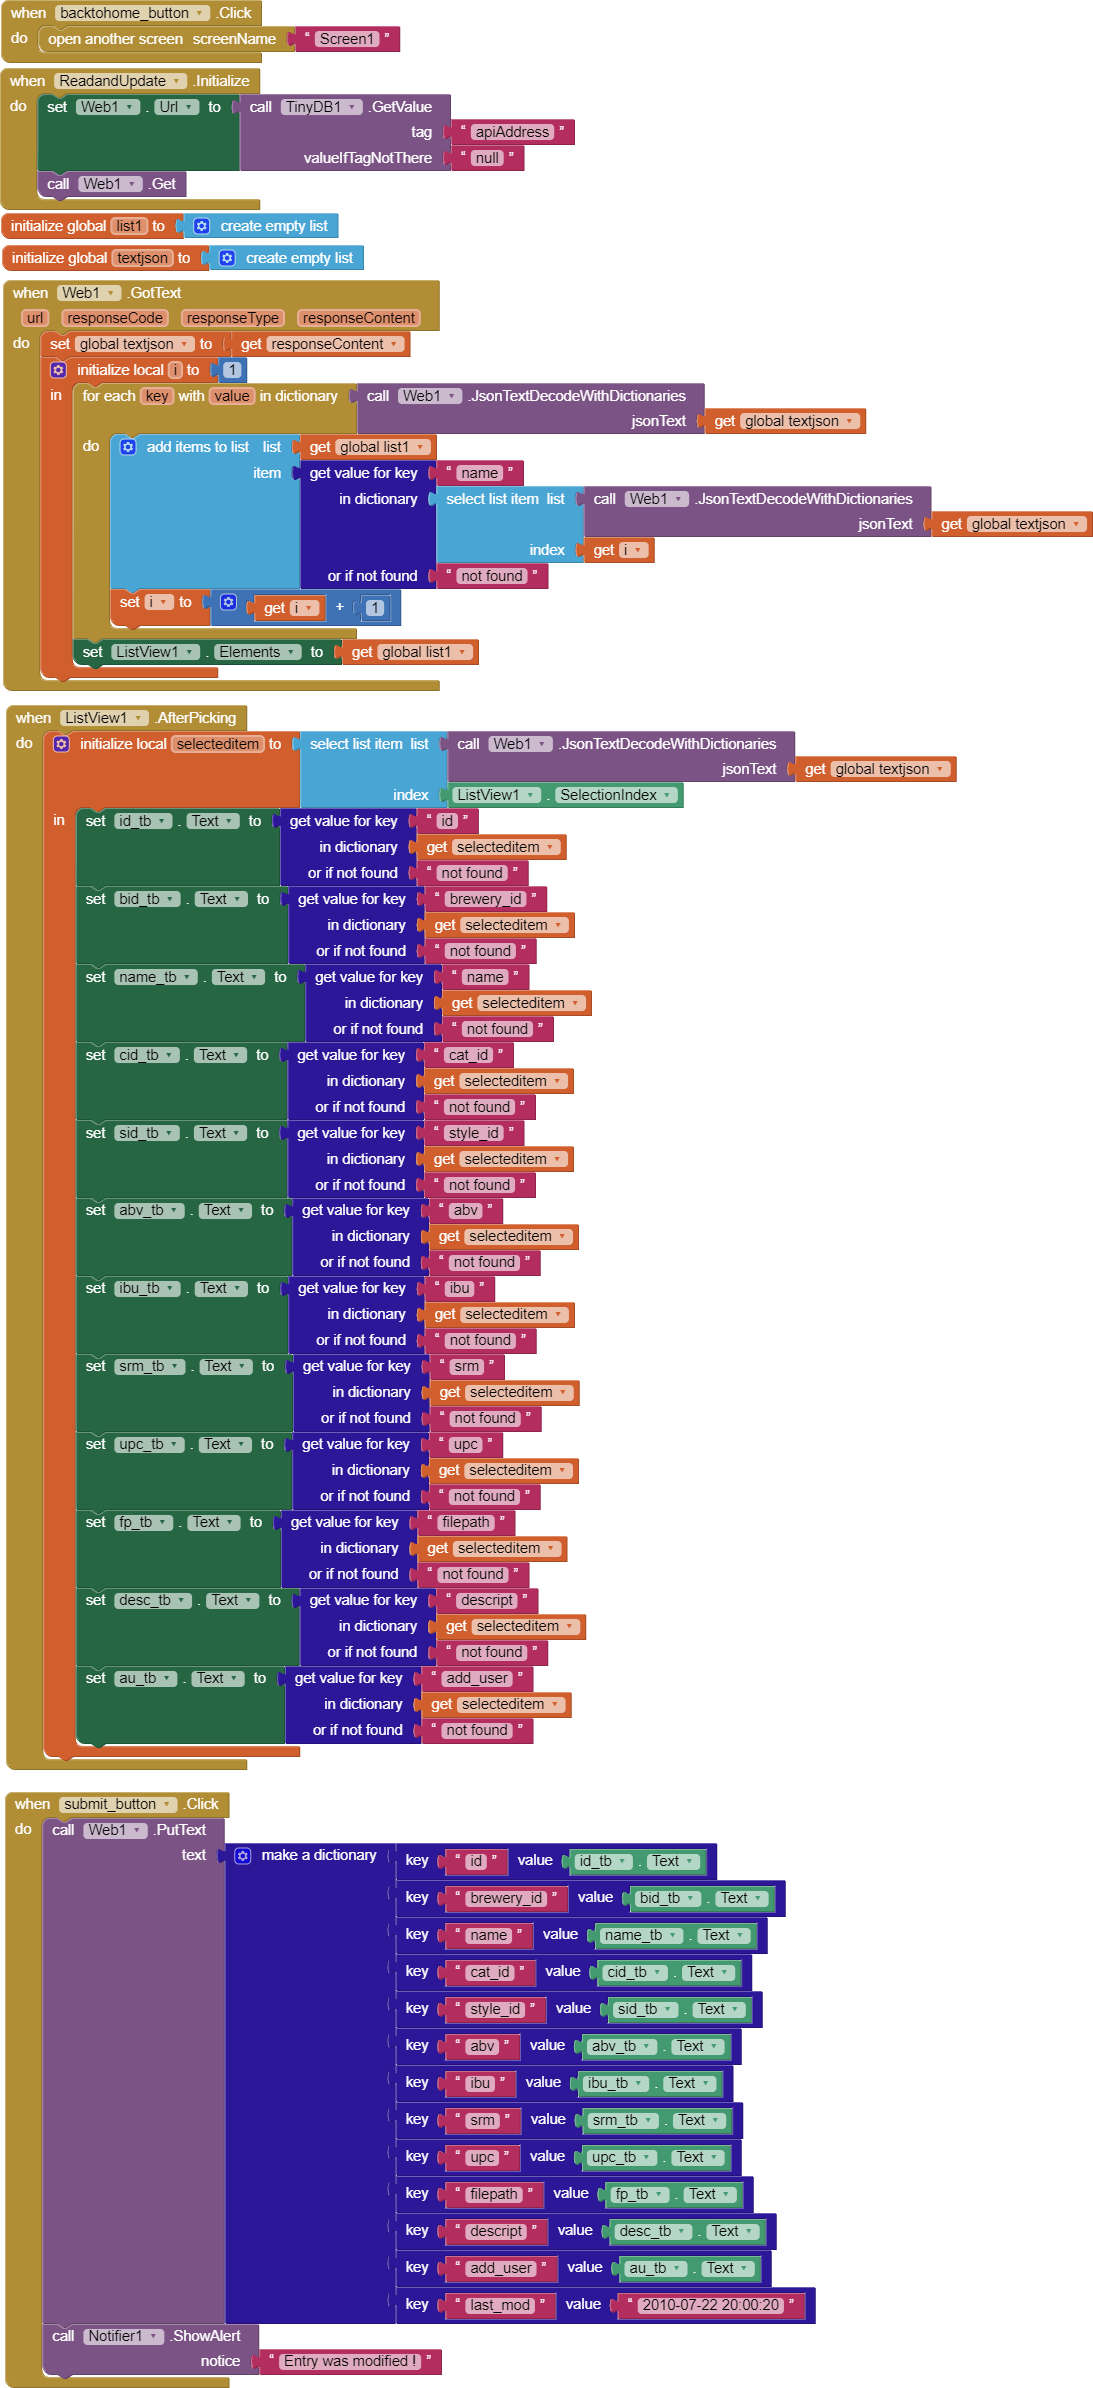 when backtohome_button .Click
do open another screen screenName " Screen1 "
when ReadandUpdate .Initialize
do set Web1 . Url to call TinyDB1 .GetValue
tag " apiAddress "
valueIfTagNotThere " null "
call Web1 .Get
initialize global list1 to create empty list
initialize global textjson to create empty list
when Web1 .GotText
url responseCode responseType responseContent
do set global textjson to get responseContent
initialize local i to 1
in for each key with value in dictionary call Web1 .JsonTextDecodeWithDictionaries
jsonText get global textjson
do add items to list list get global list1
item get value for key " name "
in dictionary select list item list call Web1 .JsonTextDecodeWithDictionaries
jsonText get global textjson
index get i
or if not found " not found "
set i to get i + 1
set ListView1 . Elements to get global list1
when ListView1 .AfterPicking
do initialize local selecteditem to select list item list call Web1 .JsonTextDecodeWithDictionaries
jsonText get global textjson
index ListView1 . SelectionIndex
in set id_tb . Text to get value for key " id "
in dictionary get selecteditem
or if not found " not found "
set bid_tb . Text to get value for key " brewery_id "
in dictionary get selecteditem
or if not found " not found "
set name_tb . Text to get value for key " name "
in dictionary get selecteditem
or if not found " not found "
set cid_tb . Text to get value for key " cat_id "
in dictionary get selecteditem
or if not found " not found "
set sid_tb . Text to get value for key " style_id "
in dictionary get selecteditem
or if not found " not found "
set abv_tb . Text to get value for key " abv "
in dictionary get selecteditem
or if not found " not found "
set ibu_tb . Text to get value for key " ibu "
in dictionary get selecteditem
or if not found " not found "
set srm_tb . Text to get value for key " srm "
in dictionary get selecteditem
or if not found " not found "
set upc_tb . Text to get value for key " upc "
in dictionary get selecteditem
or if not found " not found "
set fp_tb . Text to get value for key " filepath "
in dictionary get selecteditem
or if not found " not found "
set desc_tb . Text to get value for key " descript "
in dictionary get selecteditem
or if not found " not found "
set au_tb . Text to get value for key " add_user "
in dictionary get selecteditem
or if not found " not found "
when submit_button .Click
do call Web1 .PutText
text make a dictionary key " id " value id_tb . Text
key " brewery_id " value bid_tb . Text
key " name " value name_tb . Text
key " cat_id " value cid_tb . Text
key " style_id " value sid_tb . Text
key " abv " value abv_tb . Text
key " ibu " value ibu_tb . Text
key " srm " value srm_tb . Text
key " upc " value upc_tb . Text
key " filepath " value fp_tb . Text
key " descript " value desc_tb . Text
key " add_user " value au_tb . Text
key " last_mod " value " 2010-07-22 20:00:20 "
call Notifier1 .ShowAlert
notice " Entry was modified ! "